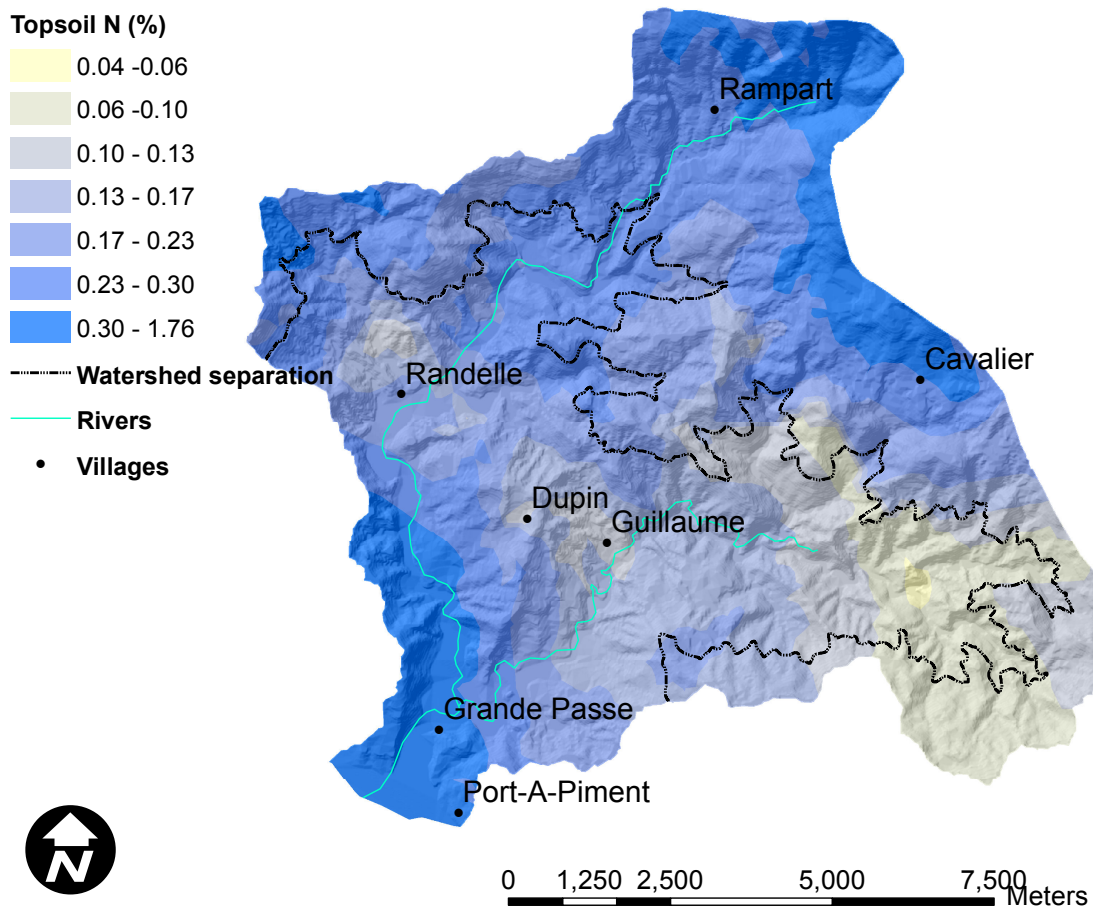 Topsoil N (%)
0.04 -0.06
0.06 -0.10
0.10 - 0.13
0.13 - 0.17
0.17 - 0.23
0.23 - 0.30
0.30 - 1.76
Watershed separation
Rivers
Villages
Rampart
Cavalier
Randelle
Dupin
Guillaume
Grande Passe
Port-A-Piment
N
0 1,250 2,500 5,000 7,500
Meters